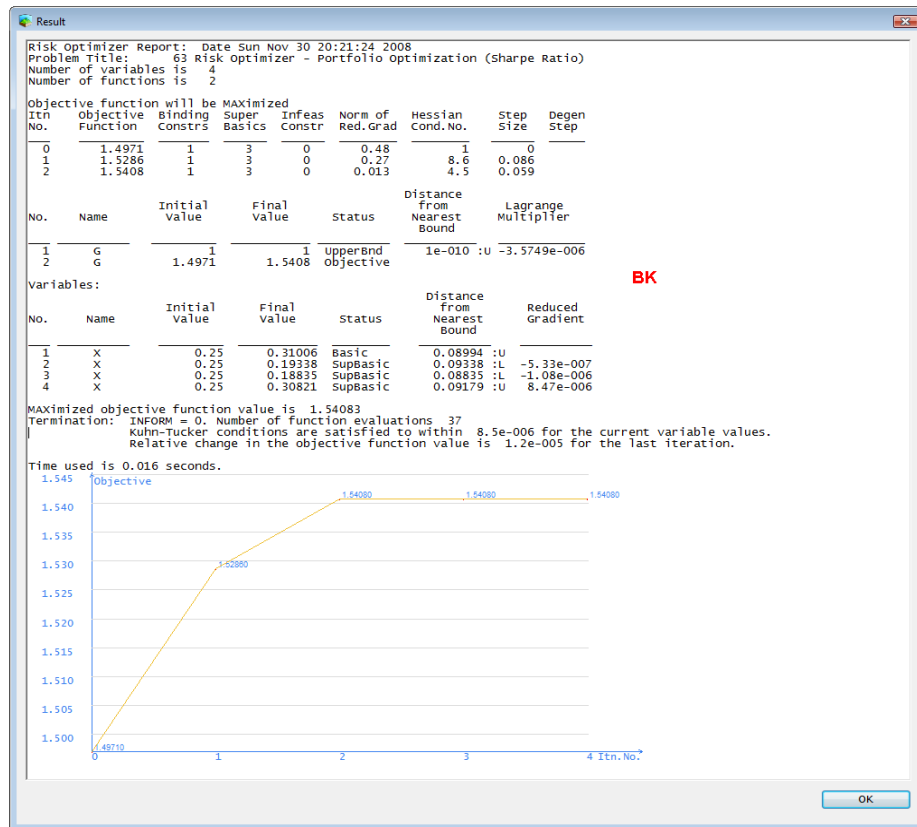 Result
Risk Optimizer Report: Date Sun Nov 30 20:21:24 2008
Problem Title: 63 Risk Optimizer - Portfolio Optimization (Sharpe Ratio)
Number of variables is 4
Number of functions is 2
Objective function will be MAXimized
Itn Objective Binding Super Infeas Norm of Hessian Step Degen
No. Function Constrs Basics Constr Red.Grad Cond.No. Size Step
0 1.4971 1 3 0 0.48 1 0
1 1.5286 1 3 0 0.27 8.6 0.086
2 1.5408 1 3 0 0.013 4.5 0.059
Distance
Initial Final from Lagrange
No. Name Value Value Status Nearest Multiplier
Bound
1 G 1 1 UpperBnd 1e-010 :U -3.5749e-006
2 G 1.4971 1.5408 Objective
BK
Variables:
Distance
Initial Final from Reduced
No. Name Value Value Status Nearest Gradient
Bound
1 X 0.25 0.31006 Basic 0.08994 :U
2 X 0.25 0.19338 SupBasic 0.09338 :L -5.33e-007
3 X 0.25 0.18835 SupBasic 0.08835 :L -1.08e-006
4 X 0.25 0.30821 SupBasic 0.09179 :U 8.47e-006
MAXimized objective function value is 1.54083
Termination: INFORM = 0. Number of function evaluations 37
Kuhn-Tucker conditions are satisfied to within 8.5e-006 for the current variable values.
Relative change in the objective function value is 1.2e-005 for the last iteration.
Time used is 0.016 seconds.
1.545 Objective
1.54080 1.54080 1.54080
1.540
1.535
1.530
1.52860
1.525
1.520
1.515
1.510
1.505
1.500
1.49710
0 1 2 3 4 Itn.No.
OK